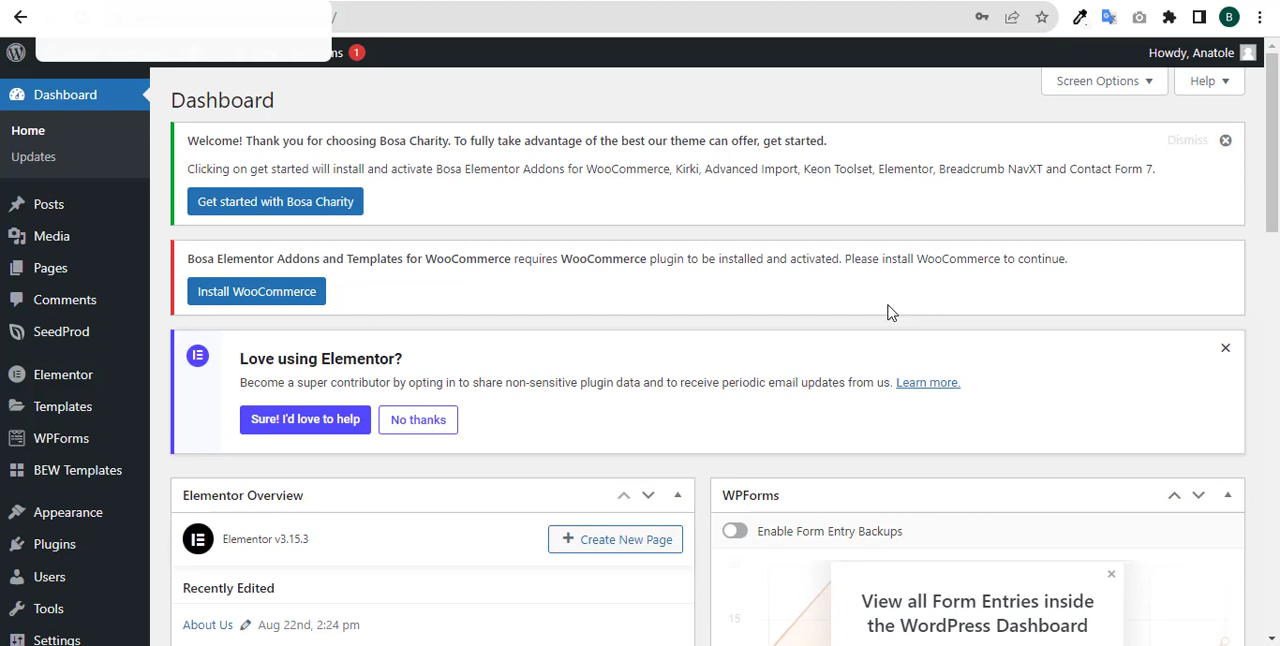 /
B
ms 1
Howdy, Anatole
Dashboard
Home
Updates
Posts
Media
Pages
Comments
SeedProd
Elementor
Templates
WPForms
BEW Templates
Appearance
Plugins
Users
Tools
Settings
Screen Options
Help
Dashboard
Welcome! Thank you for choosing Bosa Charity. To fully take advantage of the best our theme can offer, get started.
Dismiss
Clicking on get started will install and activate Bosa Elementor Addons for WooCommerce, Kirki, Advanced Import, Keon Toolset, Elementor, Breadcrumb NavXT and Contact Form 7.
Get started with Bosa Charity
Bosa Elementor Addons and Templates for WooCommerce requires WooCommerce plugin to be installed and activated. Please install WooCommerce to continue.
Install WooCommerce
Love using Elementor?
Become a super contributor by opting in to share non-sensitive plugin data and to receive periodic email updates from us. Learn more.
Sure! I'd love to help
No thanks
Elementor Overview
Elementor v3.15.3
+ Create New Page
Recently Edited
About Us Aug 22nd, 2:24 pm
WPForms
Enable Form Entry Backups
20
15
View all Form Entries inside
the WordPress Dashboard